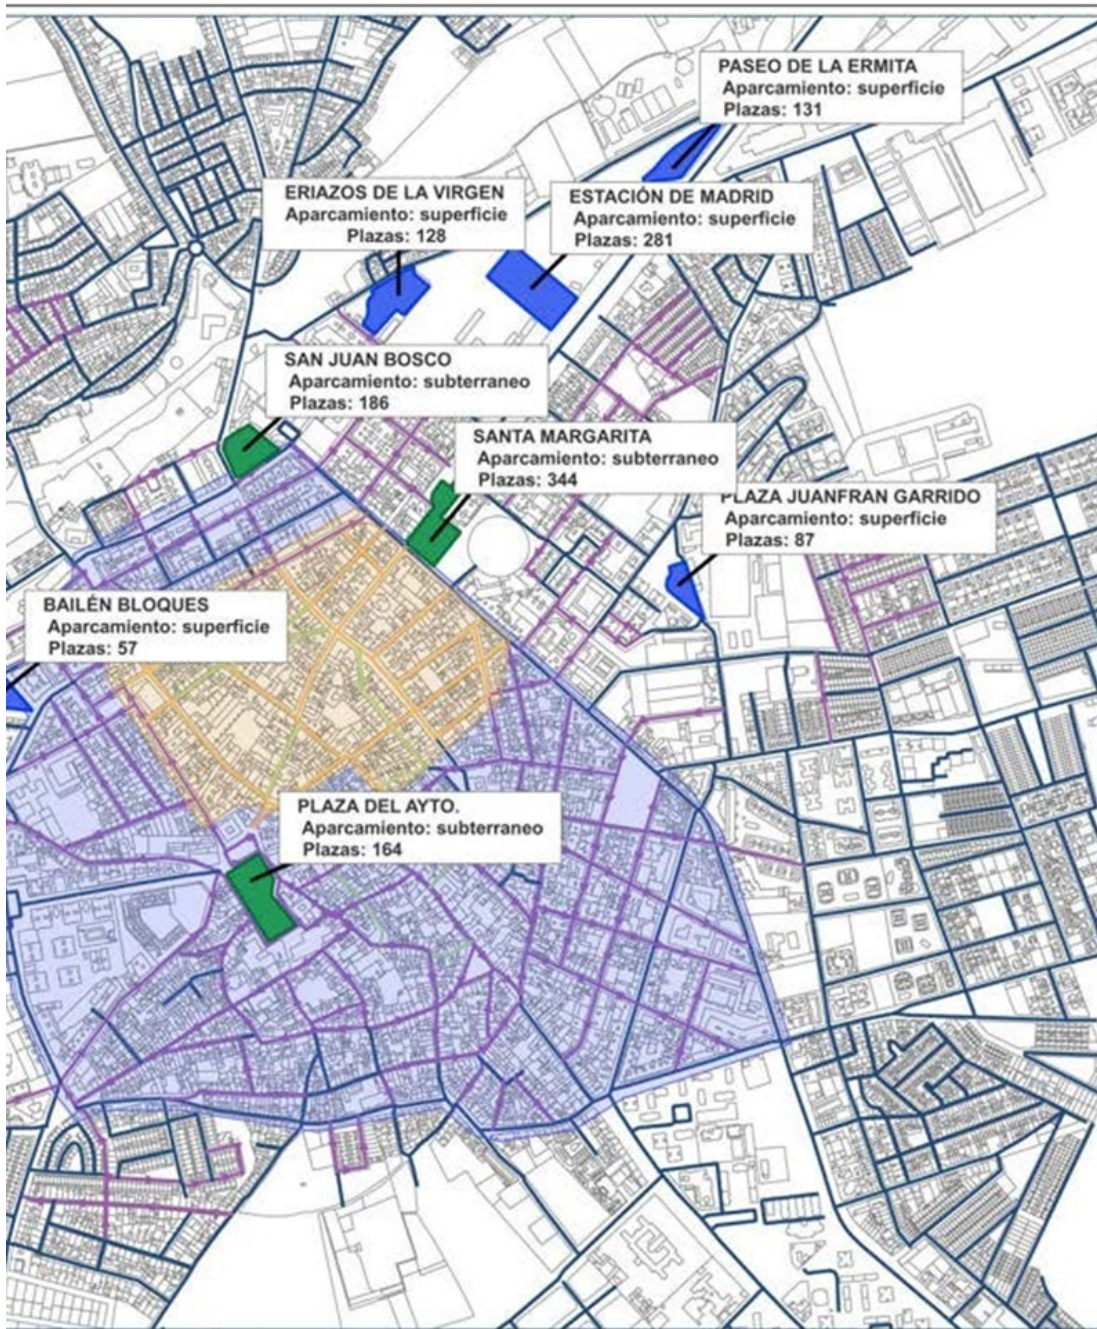 PASEO DE LA ERMITA
Aparcamiento: superficie
Plazas: 131
ERIAZOS DE LA VIRGEN
Aparcamiento: superficie
Plazas: 128
ESTACIÓN DE MADRID
Aparcamiento: superficie
Plazas: 281
SAN JUAN BOSCO
Aparcamiento: subterraneo
Plazas: 186
SANTA MARGARITA
Aparcamiento: subterraneo
Plazas: 344
PLAZA JUANFRAN GARRIDO
Aparcamiento: superficie
Plazas: 87
BAILÉN BLOQUES
Aparcamiento: superficie
Plazas: 57
PLAZA DEL AYTO.
Aparcamiento: subterraneo
Plazas: 164